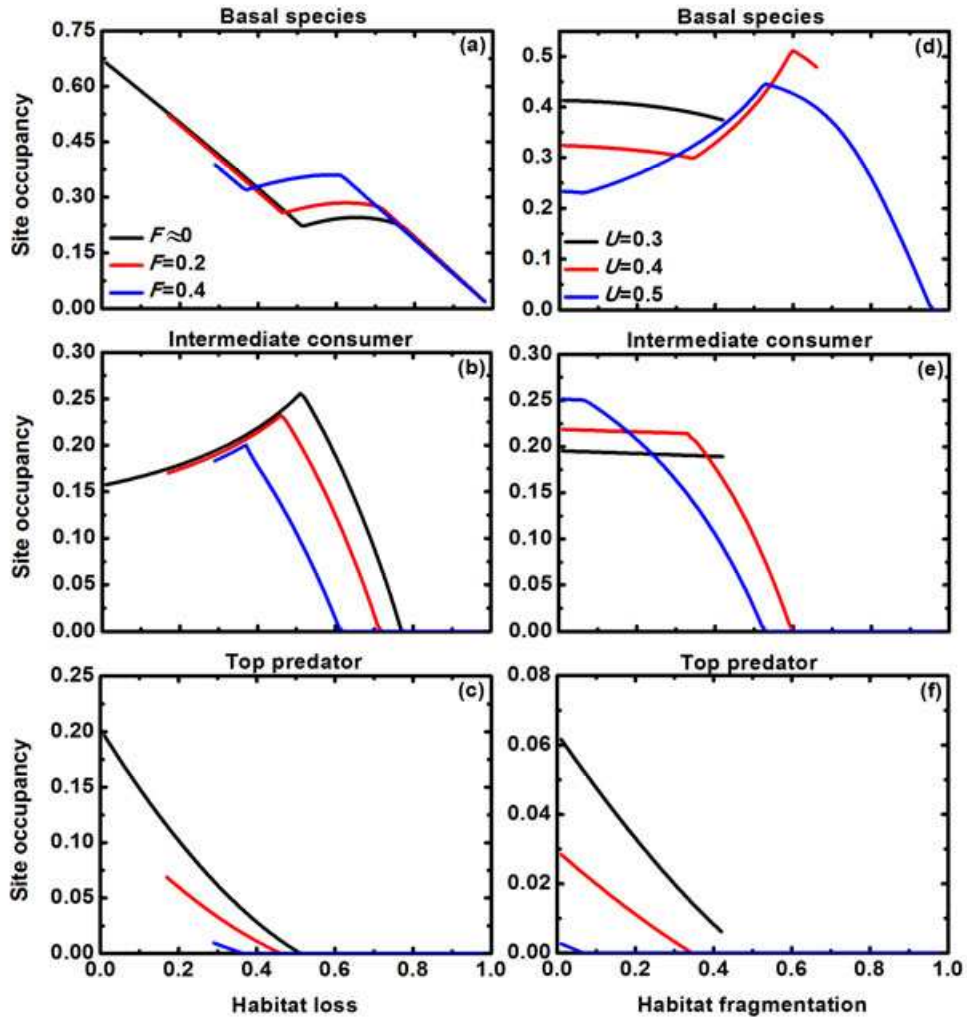 Basal species
(a)
0.75
0.60
0.45
0.30
0.15
0.00
Site occupancy
F≈0
F=0.2
F=0.4
Basal species
(d)
0.5
0.4
0.3
0.2
0.1
0.0
Site occupancy
U=0.3
U=0.4
U=0.5
Intermediate consumer
(b)
0.30
0.25
0.20
0.15
0.10
0.05
0.00
Site occupancy
Intermediate consumer
(e)
0.30
0.25
0.20
0.15
0.10
0.05
0.00
Top predator
(c)
0.25
0.20
0.15
0.10
0.05
0.00
Site occupancy
0.0 0.2 0.4 0.6 0.8 1.0
Habitat loss
Top predator
(f)
0.08
0.06
0.04
0.02
0.00
0.0 0.2 0.4 0.6 0.8 1.0
Habitat fragmentation